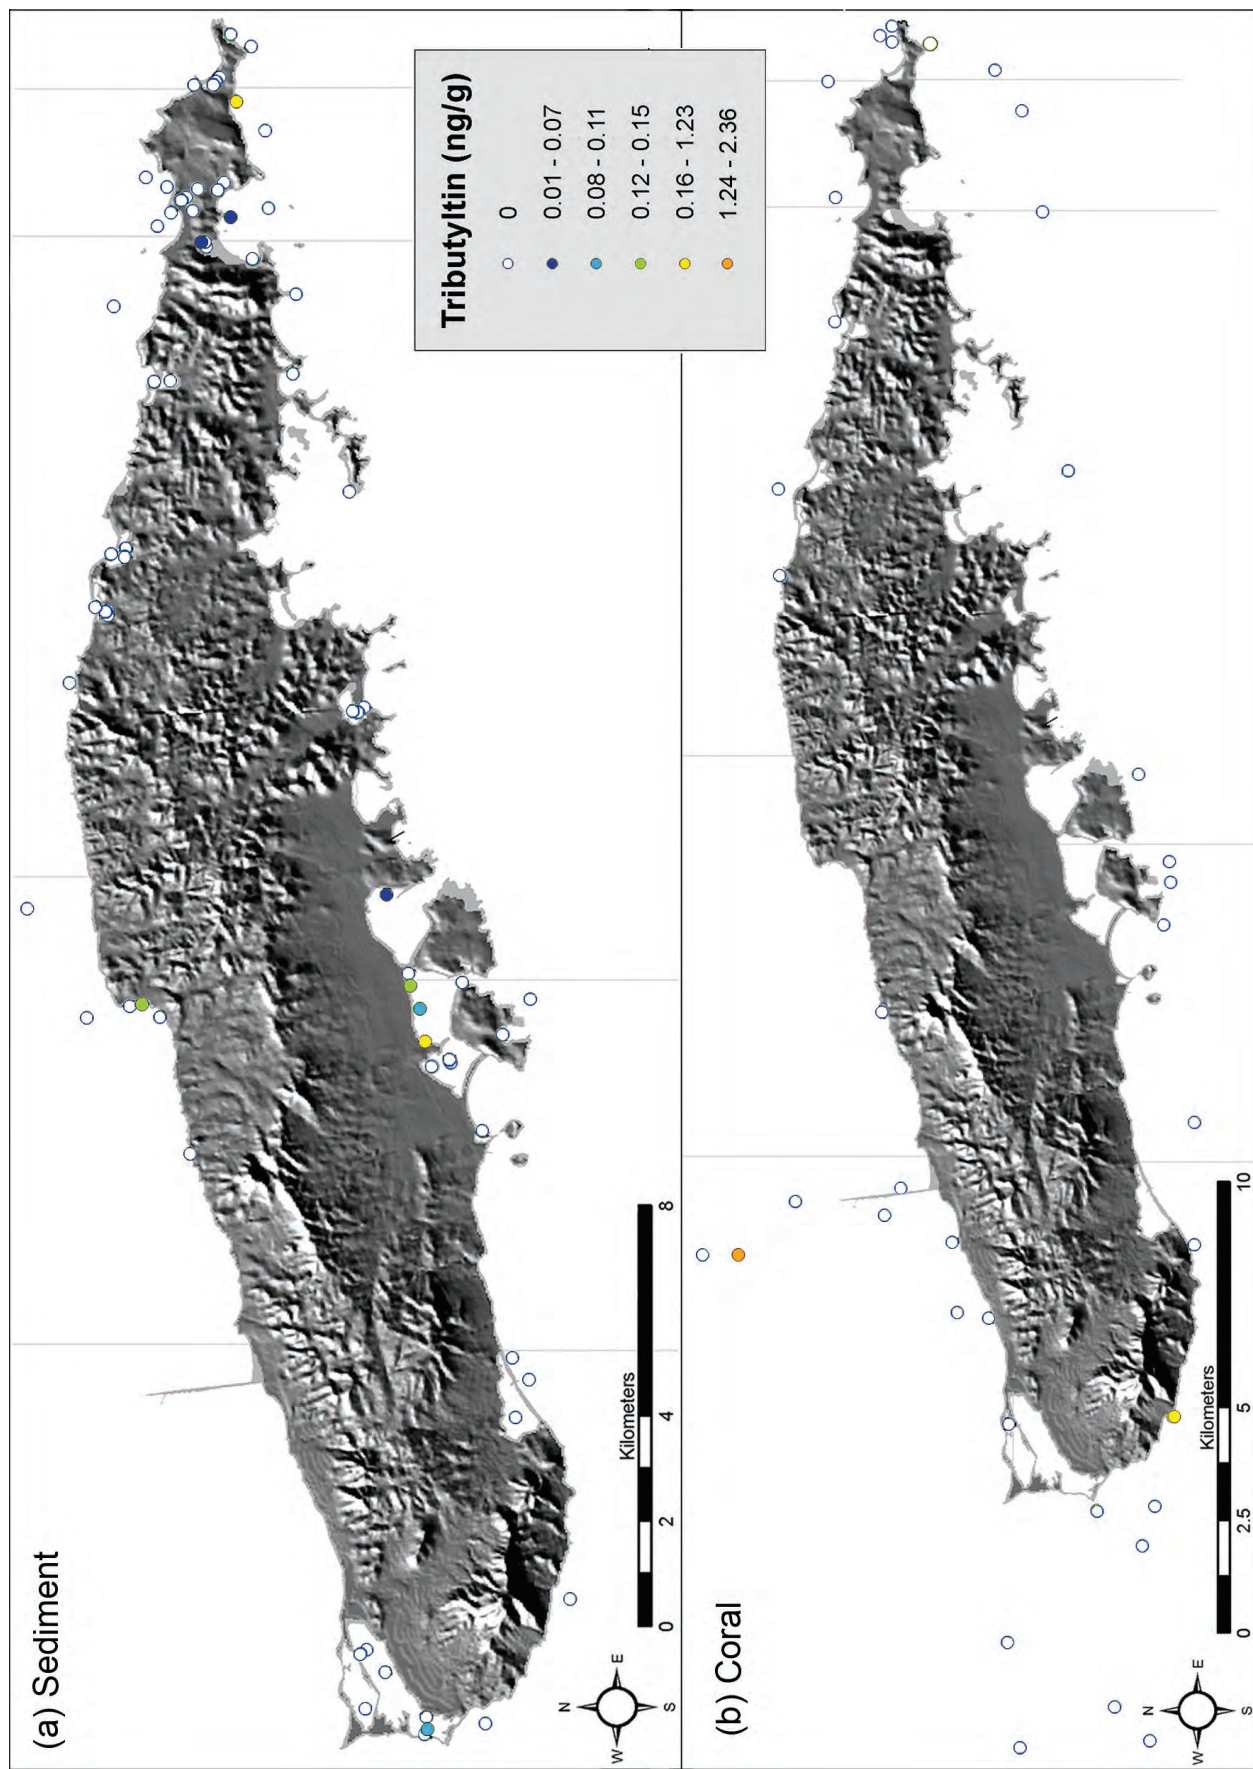 (a) Sediment
N
W E
S
Kilometers
0 2 4 8
Tributyltin (ng/g)
0
0.01 - 0.07
0.08 - 0.11
0.12 - 0.15
0.16 - 1.23
1.24 - 2.36
(b) Coral
N
W E
S
Kilometers
0 2.5 5 10